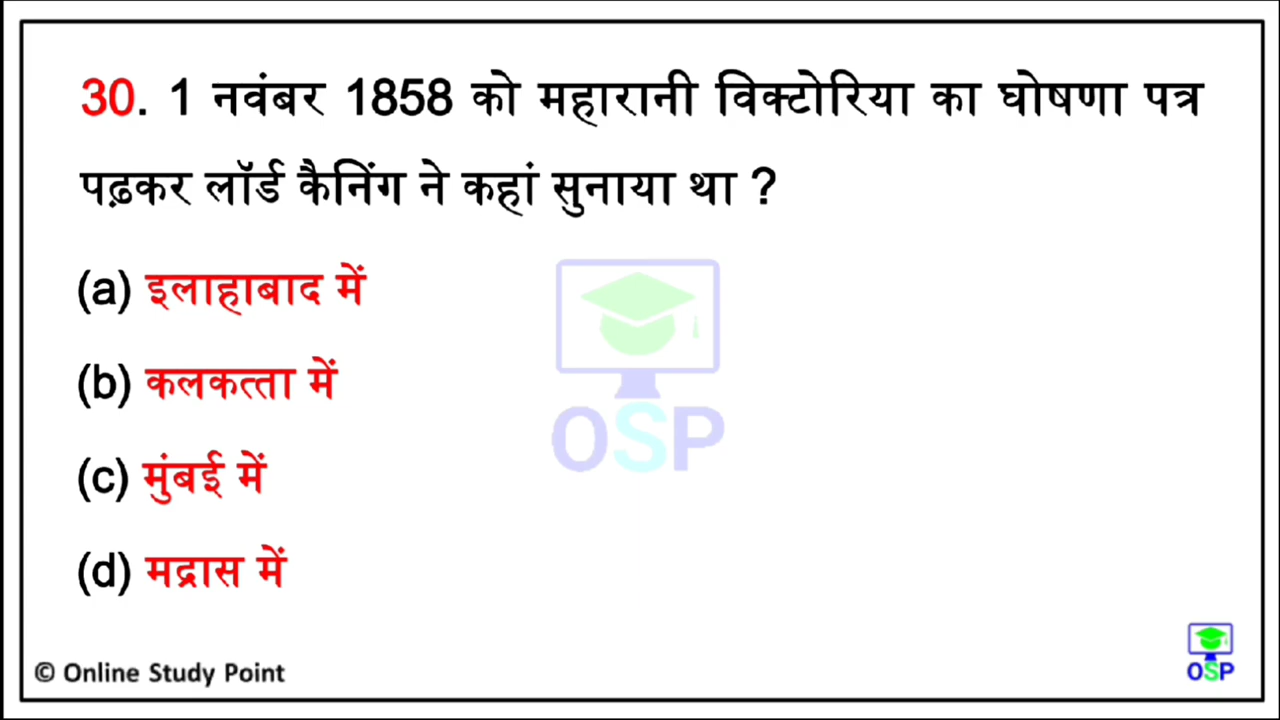 30. 1 नवंबर 1858 को महारानी विक्टोरिया का घोषणा पत्र
पढ़कर लॉर्ड कैनिंग ने कहां सुनाया था ?
(a) इलाहाबाद में
(b) कलकत्ता में
(c) मुंबई में
(d) मद्रास में
OSP
© Online Study Point
OSP